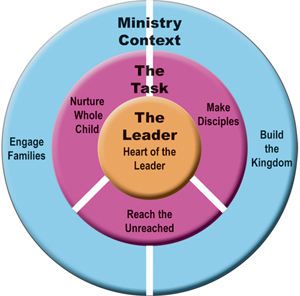 Ministry
Context
The
Task
Nurture
Whole
Child
Make
Disciples
The
Leader
Heart of the
Leader
Engage
Families
Build
the
Kingdom
Reach the
Unreached